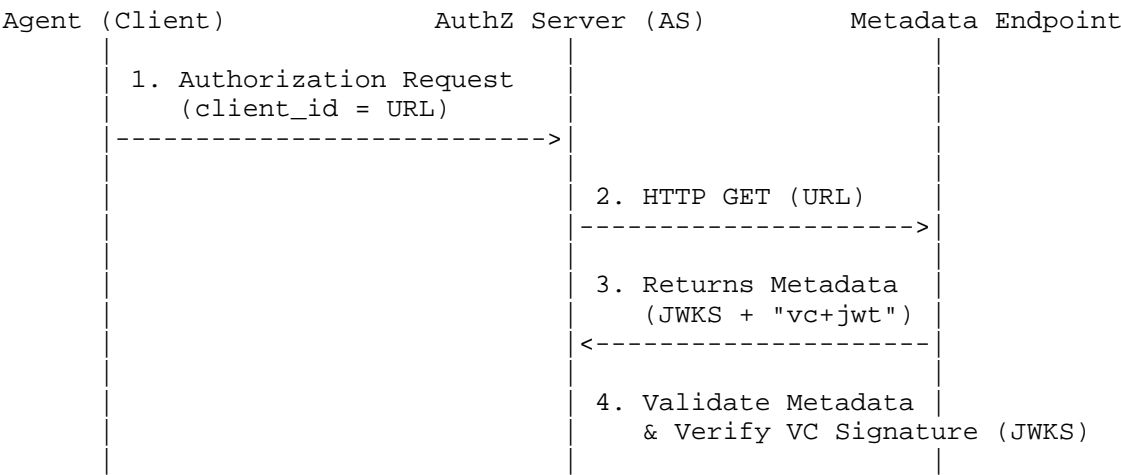 Agent (Client) AuthZ Server (AS) Metadata Endpoint
1. Authorization Request
(client_id = URL)
2. HTTP GET (URL)
3. Returns Metadata
(JWKS + "vc+jwt")
4. Validate Metadata
& Verify VC Signature (JWKS)